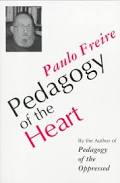 Paulo Freire
Pedagogy
of the
Heart
By the Author of
Pedagogy of
the Oppressed